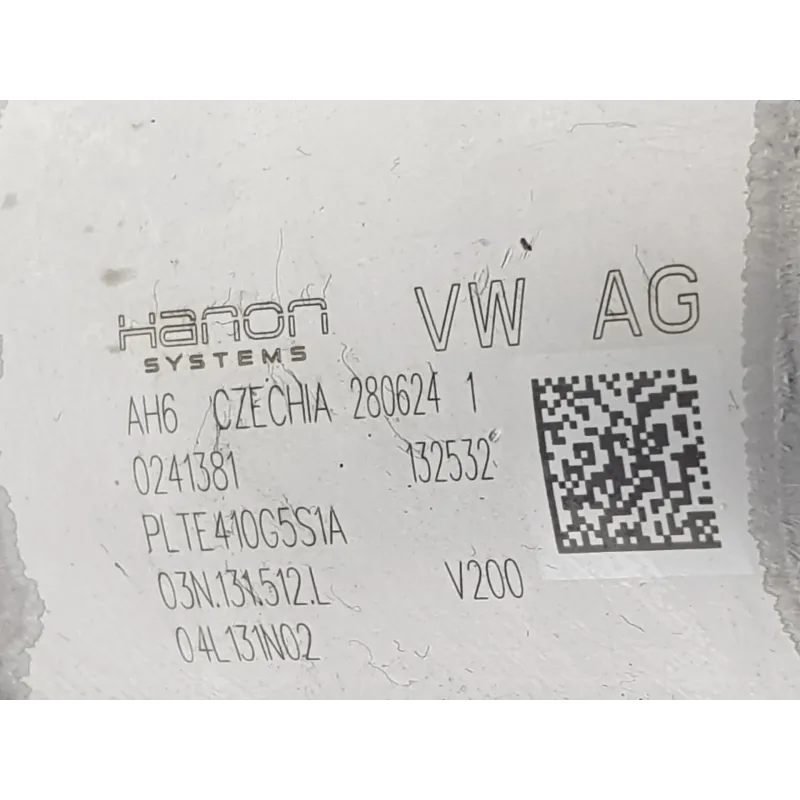 Hanon VW AG
SYSTEMS
AH6 CZECHIA 280624 1
0241381 132532
PLTE410G5S1A
03N.131.512.L V200
04L131N02